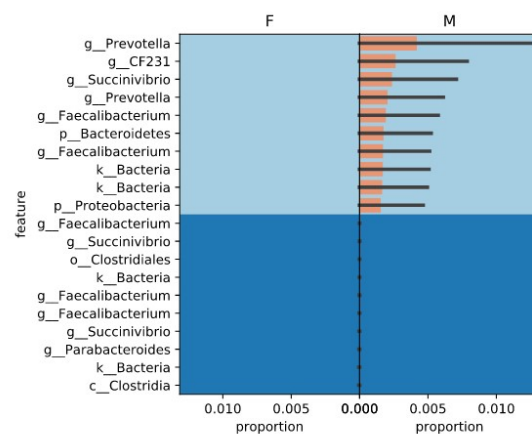 F M
g__Prevotella
g__CF231
g__Succinivibrio
g__Prevotella
g__Faecalibacterium
p__Bacteroidetes
g__Faecalibacterium
k__Bacteria
k__Bacteria
p__Proteobacteria
g__Faecalibacterium
g__Succinivibrio
o__Clostridiales
k__Bacteria
g__Faecalibacterium
g__Faecalibacterium
g__Succinivibrio
g__Parabacteroides
k__Bacteria
c__Clostridia
feature
0.010 0.005 0.000 0.005 0.010
proportion proportion